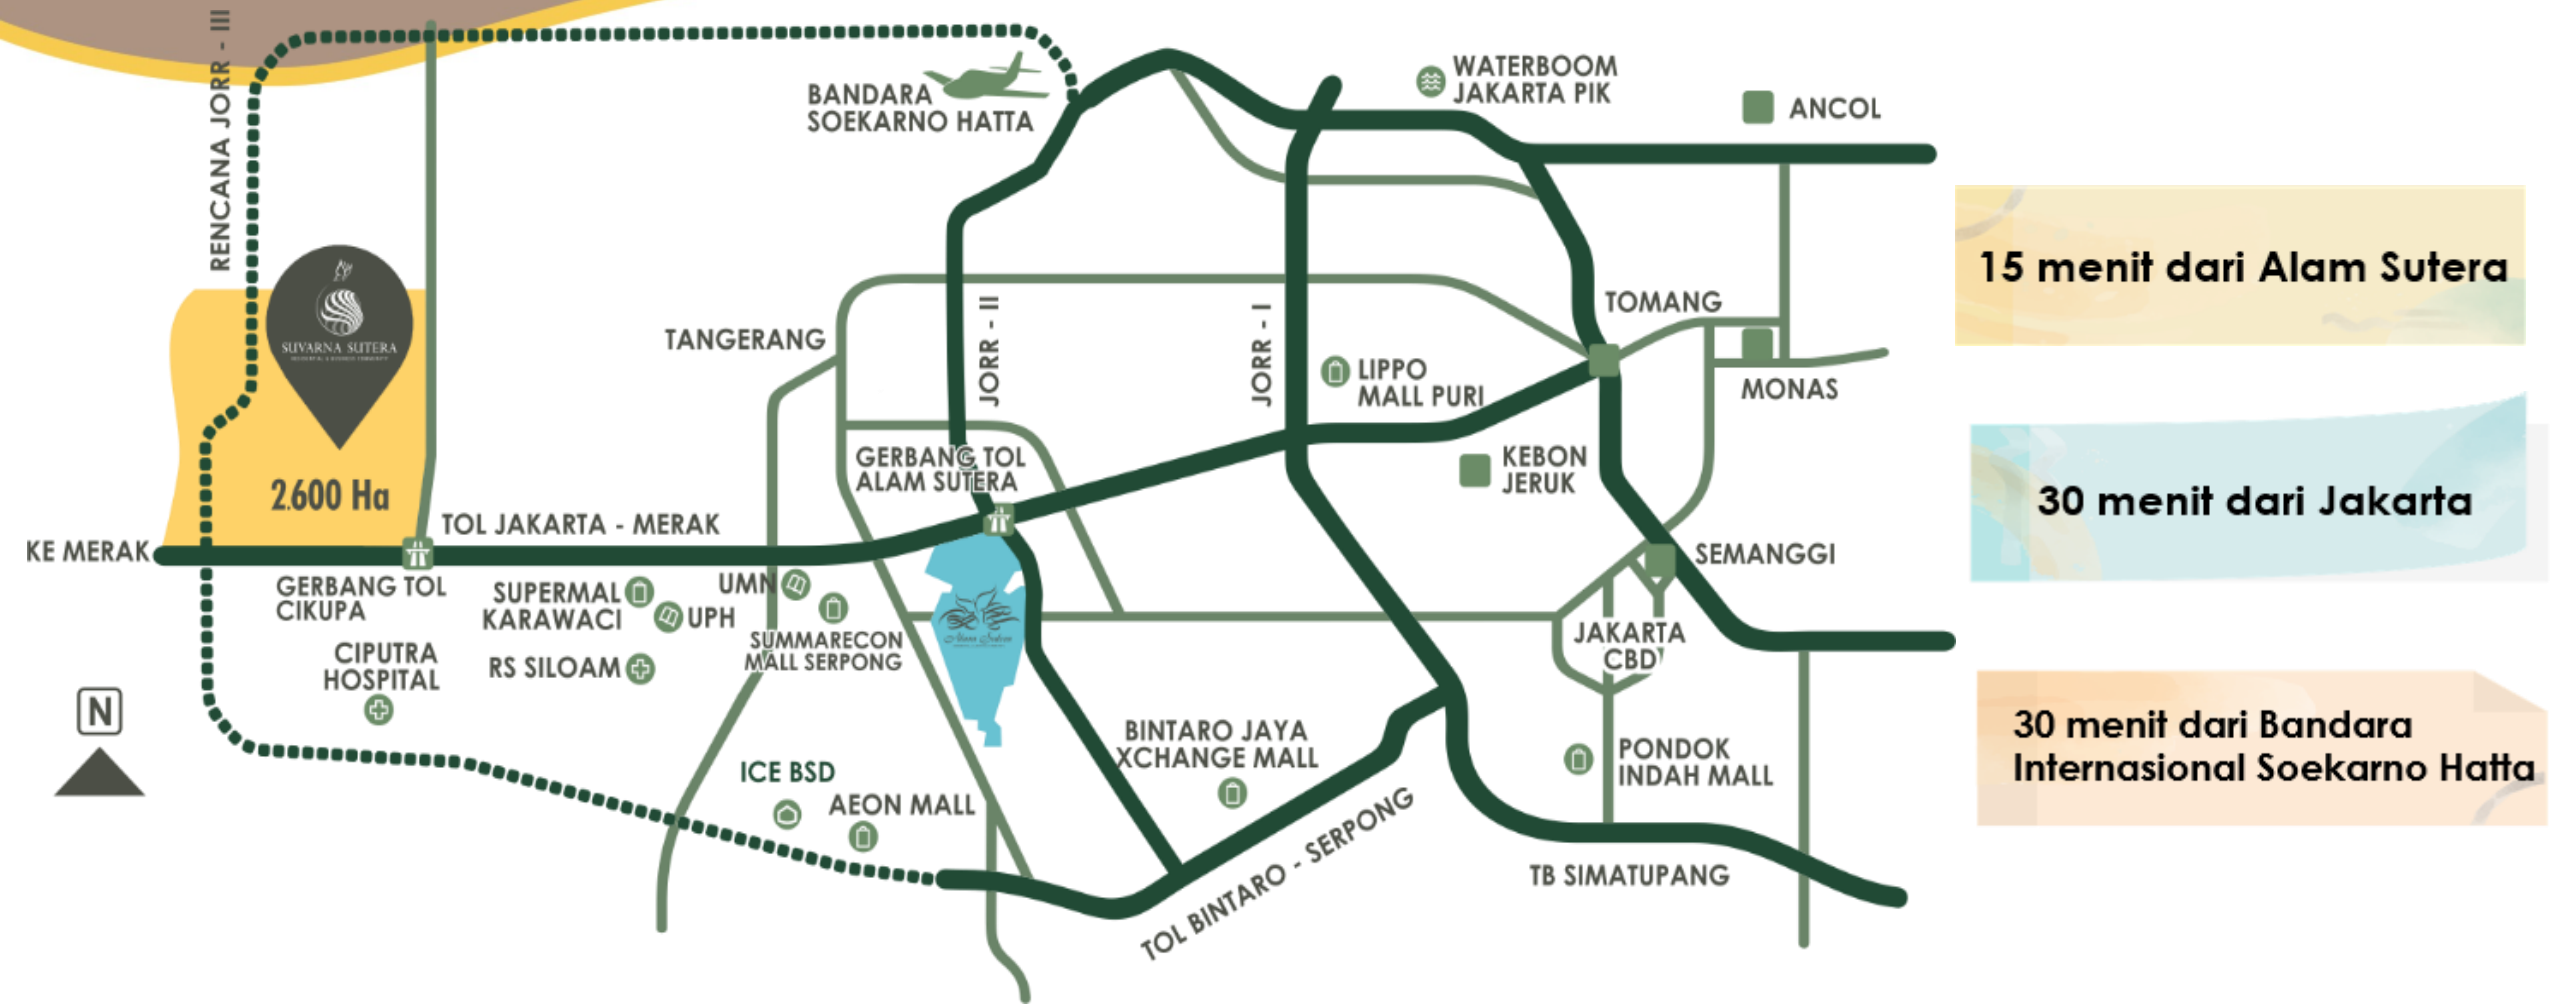 RENCANA JORR - III
BANDARA
SOEKARNO HATTA
WATERBOOM
JAKARTA PIK
ANCOL
SUVARNA SUTERA
2.600 Ha
TANGERANG
JORR - II
JORR - I
TOMANG
LIPPO
MALL PURI
MONAS
GERBANG TOL
ALAM SUTERA
KEBON
JERUK
KE MERAK
TOL JAKARTA - MERAK
GERBANG TOL
CIKUPA
SUPERMAL
KARAWACI
UPH
UMN
SUMMARECON
MALL SERPONG
SEMANGGI
JAKARTA
CBD
CIPUTRA
HOSPITAL
RS SILOAM
Alam Sutera
N
ICE BSD
AEON MALL
BINTARO JAYA
XCHANGE MALL
PONDOK
INDAH MALL
TOL BINTARO - SERPONG
TB SIMATUPANG
15 menit dari Alam Sutera
30 menit dari Jakarta
30 menit dari Bandara
Internasional Soekarno Hatta